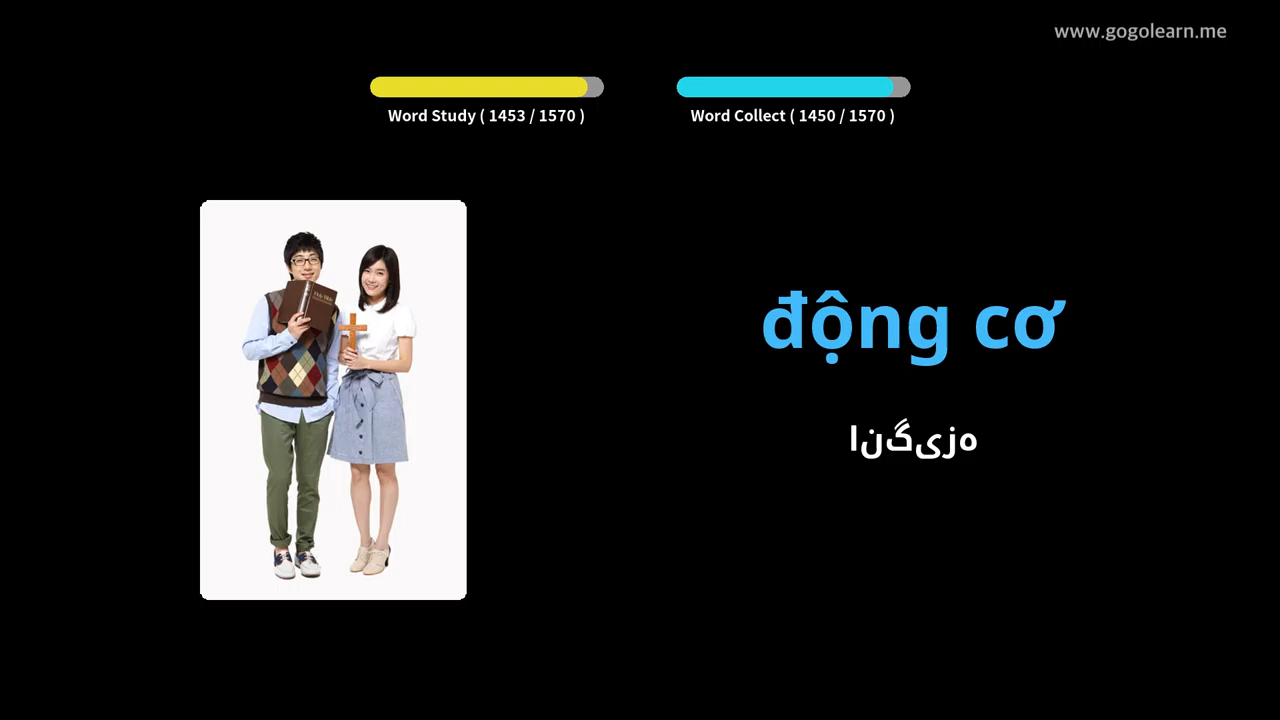 www.gogolearn.me
Word Study ( 1453 / 1570 )
Word Collect ( 1450 / 1570 )
động cơ
انگیزه